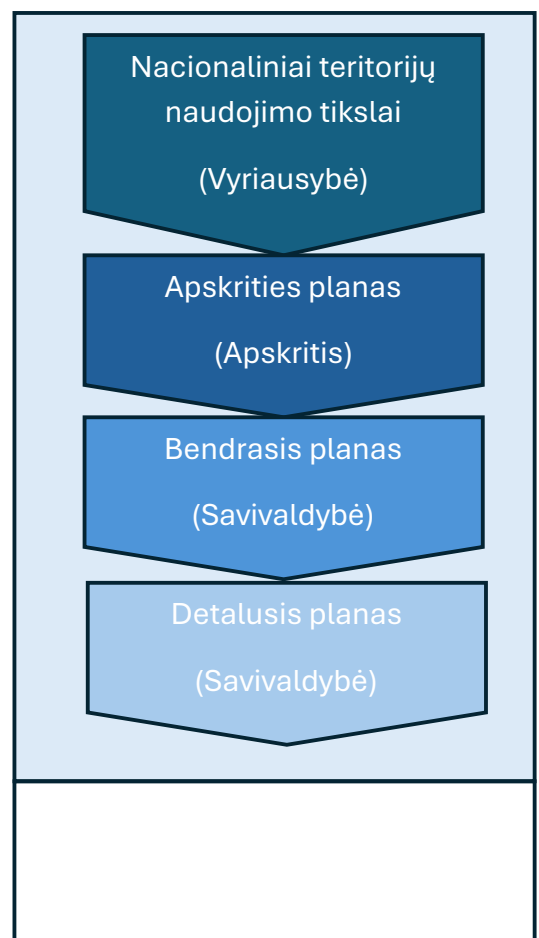 Nacionaliniai teritorijų
naudojimo tikslai
(Vyriausybė)
Apskrities planas
(Apskritis)
Bendrasis planas
(Savivaldybė)
Detalusis planas
(Savivaldybė)